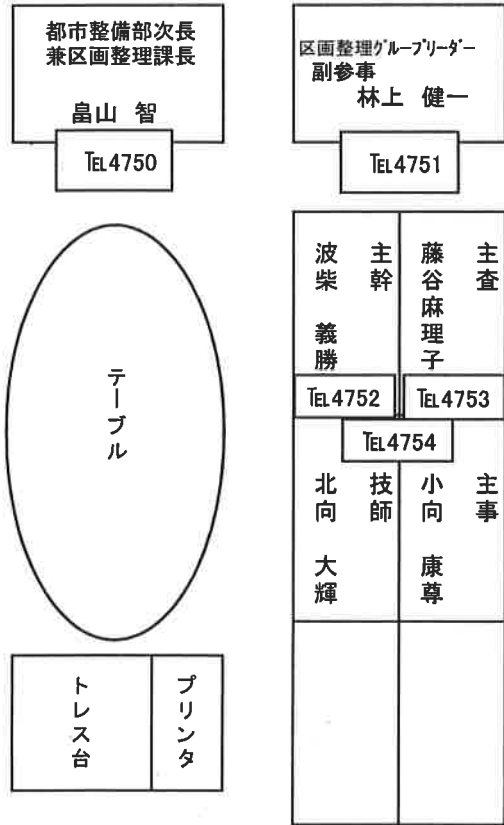 都市整備部次長
兼区画整理課長
畠山 智
℡4750
区画整理グループリーダー
副参事
林上 健一
℡4751
主査
藤谷麻理子
主幹
波柴 義勝
℡4752
℡4753
℡4754
主事
小向 康尊
技師
北向 大輝
テーブル
トレス台
プリンタ